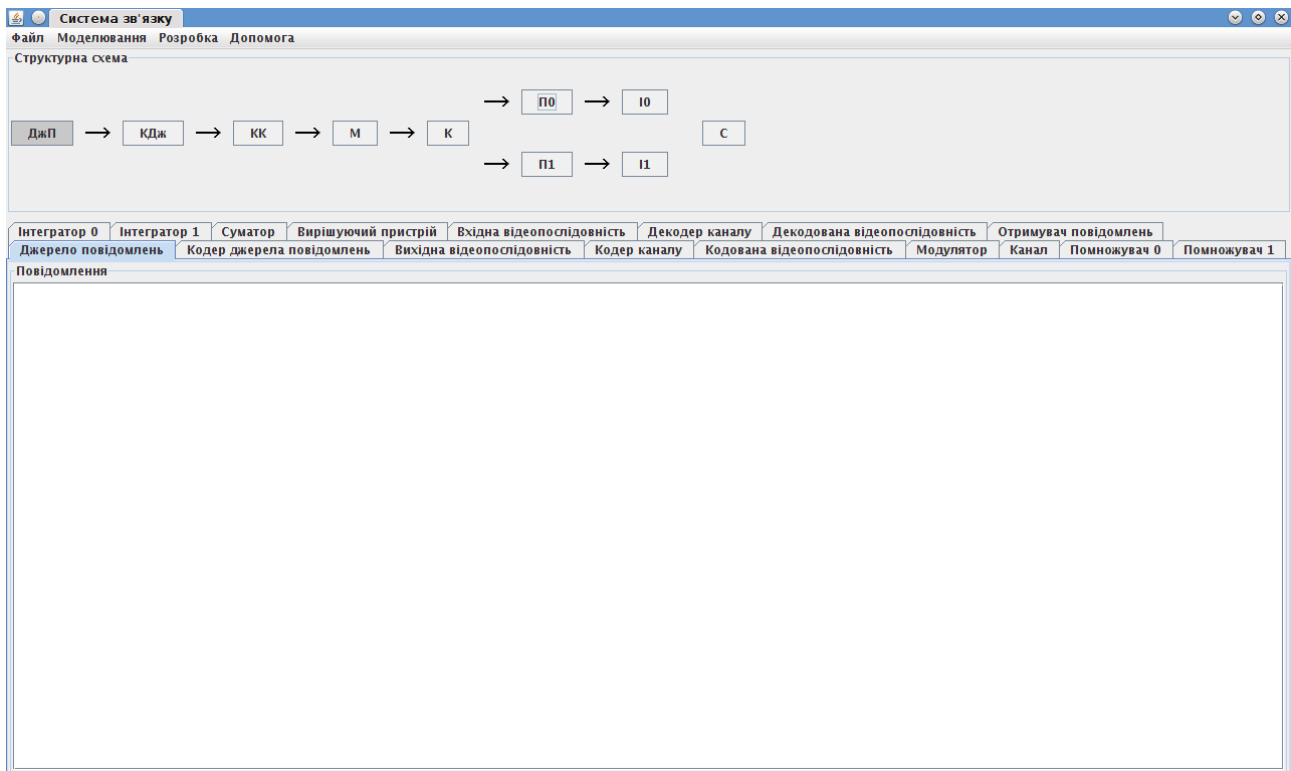 Система зв'язку
Файл Моделювання Розробка Допомога
Структурна схема
П0 I0
ДжП КДж КК М К С
П1 I1
Інтегратор 0 Інтегратор 1 Суматор Вирішуючий пристрій Вхідна відеопослідовність Декодер каналу Декодована відеопослідовність Отримувач повідомлень
Джерело повідомлень Кодер джерела повідомлень Вихідна відеопослідовність Кодер каналу Кодована відеопослідовність Модулятор Канал Помножувач 0 Помножувач 1
Повідомлення